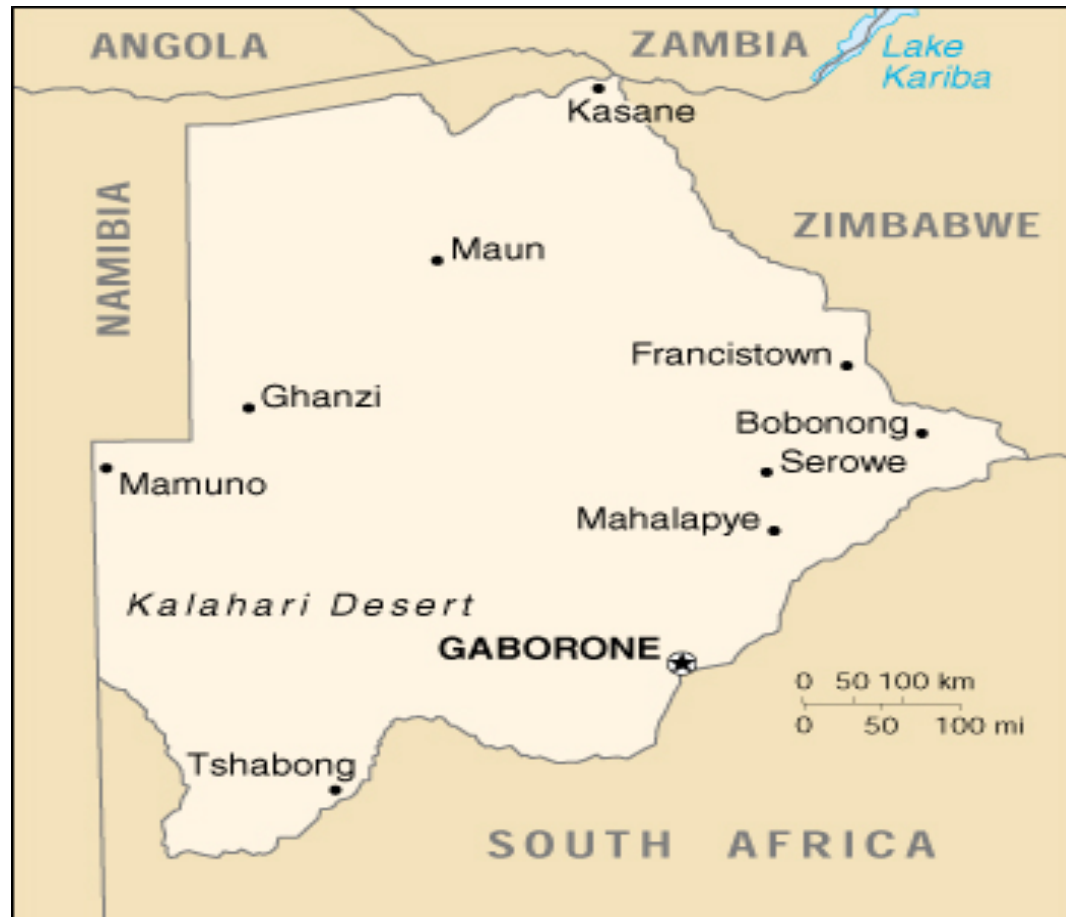 ANGOLA
ZAMBIA
Lake
Kariba
Kasane
NAMIBIA
ZIMBABWE
Maun
Francistown
Ghanzi
Bobonong
Serowe
Mamuno
Mahalapye
Kalahari Desert
GABORONE
0 50 100 km
0 50 100 mi
Tshabong
SOUTH AFRICA